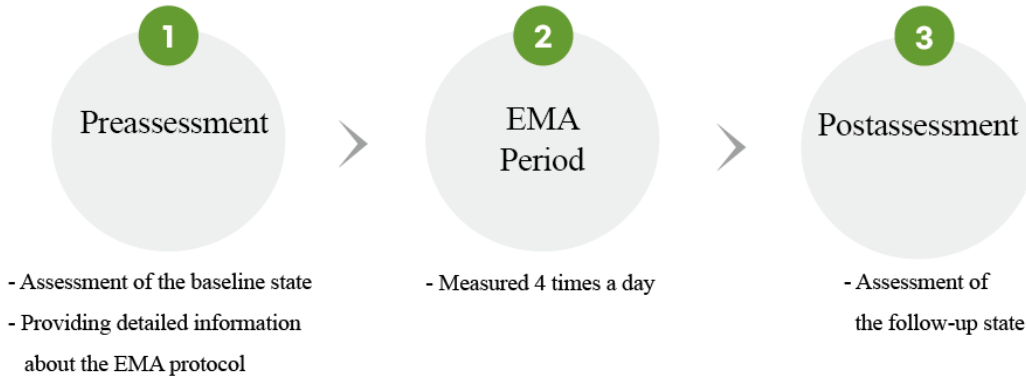 1
Preassessment
- Assessment of the baseline state
- Providing detailed information
about the EMA protocol
2
EMA
Period
- Measured 4 times a day
3
Postassessment
- Assessment of
the follow-up state